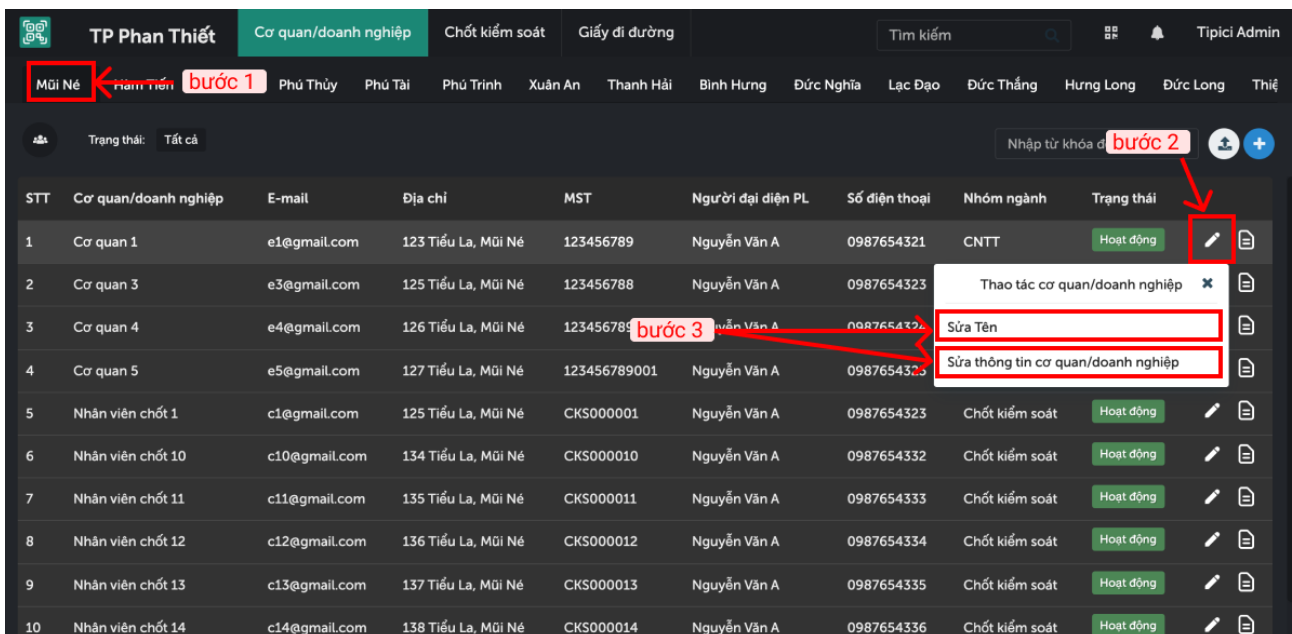 TP Phan Thiết Cơ quan/doanh nghiệp Chốt kiểm soát Giấy đi đường Tìm kiếm Tipici Admin
Mũi Né Hàm Tiến bước 1 Phú Thủy Phú Tài Phú Trinh Xuân An Thanh Hải Bình Hưng Đức Nghĩa Lạc Đạo Đức Thắng Hưng Long Đức Long Thiệ
Trạng thái: Tất cả Nhập từ khóa bước 2
STT Cơ quan/doanh nghiệp E-mail Địa chỉ MST Người đại diện PL Số điện thoại Nhóm ngành Trạng thái
1 Cơ quan 1 e1@gmail.com 123 Tiểu La, Mũi Né 123456789 Nguyễn Văn A 0987654321 CNTT Hoạt động
2 Cơ quan 3 e3@gmail.com 125 Tiểu La, Mũi Né 123456788 Nguyễn Văn A 0987654323
Thao tác cơ quan/doanh nghiệp
3 Cơ quan 4 e4@gmail.com 126 Tiểu La, Mũi Né bước 3 Văn A
Sửa Tên
Sửa thông tin cơ quan/doanh nghiệp
4 Cơ quan 5 e5@gmail.com 127 Tiểu La, Mũi Né 123456789001 Nguyễn Văn A
5 Nhân viên chốt 1 c1@gmail.com 125 Tiểu La, Mũi Né CKS000001 Nguyễn Văn A 0987654323 Chốt kiểm soát Hoạt động
6 Nhân viên chốt 10 c10@gmail.com 134 Tiểu La, Mũi Né CKS000010 Nguyễn Văn A 0987654332 Chốt kiểm soát Hoạt động
7 Nhân viên chốt 11 c11@gmail.com 135 Tiểu La, Mũi Né CKS000011 Nguyễn Văn A 0987654333 Chốt kiểm soát Hoạt động
8 Nhân viên chốt 12 c12@gmail.com 136 Tiểu La, Mũi Né CKS000012 Nguyễn Văn A 0987654334 Chốt kiểm soát Hoạt động
9 Nhân viên chốt 13 c13@gmail.com 137 Tiểu La, Mũi Né CKS000013 Nguyễn Văn A 0987654335 Chốt kiểm soát Hoạt động
10 Nhân viên chốt 14 c14@gmail.com 138 Tiểu La, Mũi Né CKS000014 Nguyễn Văn A 0987654336 Chốt kiểm soát Hoạt động